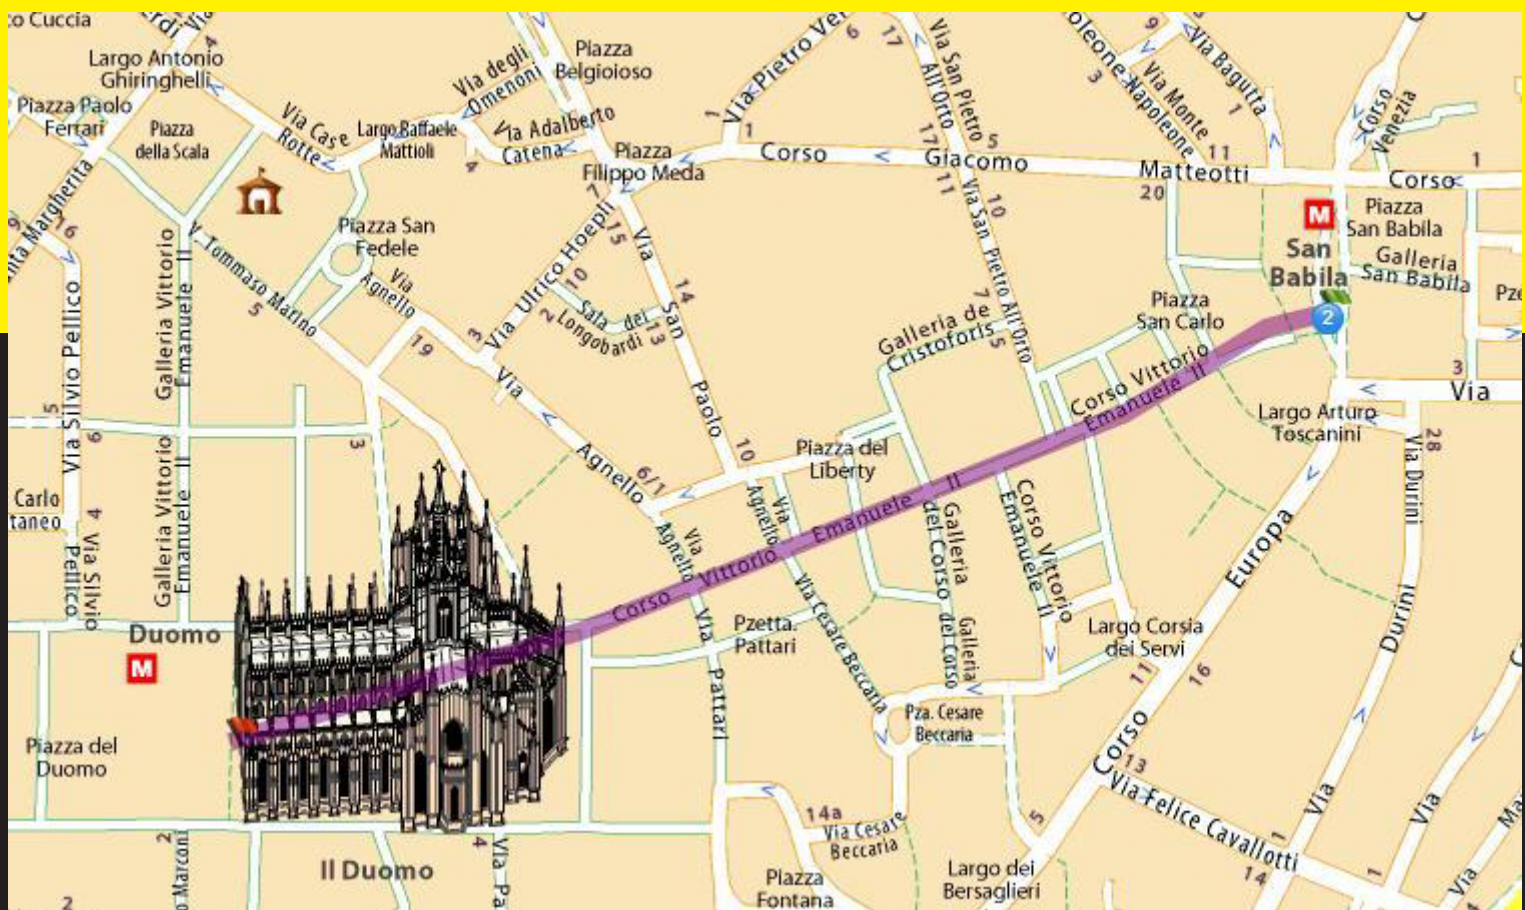 Largo Antonio
Ghiringhelli
Piazza Paolo
Ferrari
Piazza
della Scala
Via Case
Rotte
Largo Raffaele
Mattioli
Via degli
Omenoni
Piazza
Belgioioso
Via Adalberto
Catena
Piazza
Filippo Meda
Corso
Giacomo
Matteotti
Corso
Via San Pietro
All'Orto
Via Monte
Napoleone
Via Bagutta
Corso
Venezia
M
San
Babila
Piazza
San Babila
Galleria
San Babila
2
Piazza San
Fedele
V. Tommaso Marino
Via
Agnello
Via Ulrico Hoepli
Sala dei
Longobardi
Via
San
Paolo
Via San Pietro All'Orto
Galleria de
Cristoforis
Piazza
San Carlo
Corso Vittorio
Emanuele II
Largo Arturo
Toscanini
Via
Via Durini
Via Silvio Pellico
Galleria Vittorio
Emanuele II
Via
Agnello
Piazza del
Liberty
Carlo
Via Silvio
Pellico
Galleria Vittorio
Emanuele II
Via
Agnello
Via
Agnello
Corso Vittorio Emanuele II
Galleria
del Corso
Corso Vittorio
Emanuele II
Europa
Duomo
M
Pzetta.
Pattari
Via
Pattari
Via Cesare Beccaria
Galleria
del Corso
Largo Corsia
dei Servi
Durini
Piazza del
Duomo
Pza. Cesare
Beccaria
Corso
Via Felice Cavallotti
Via
Via
Via Cesare
Beccaria
14a
Il Duomo
Piazza
Fontana
Largo dei
Bersaglieri
Via